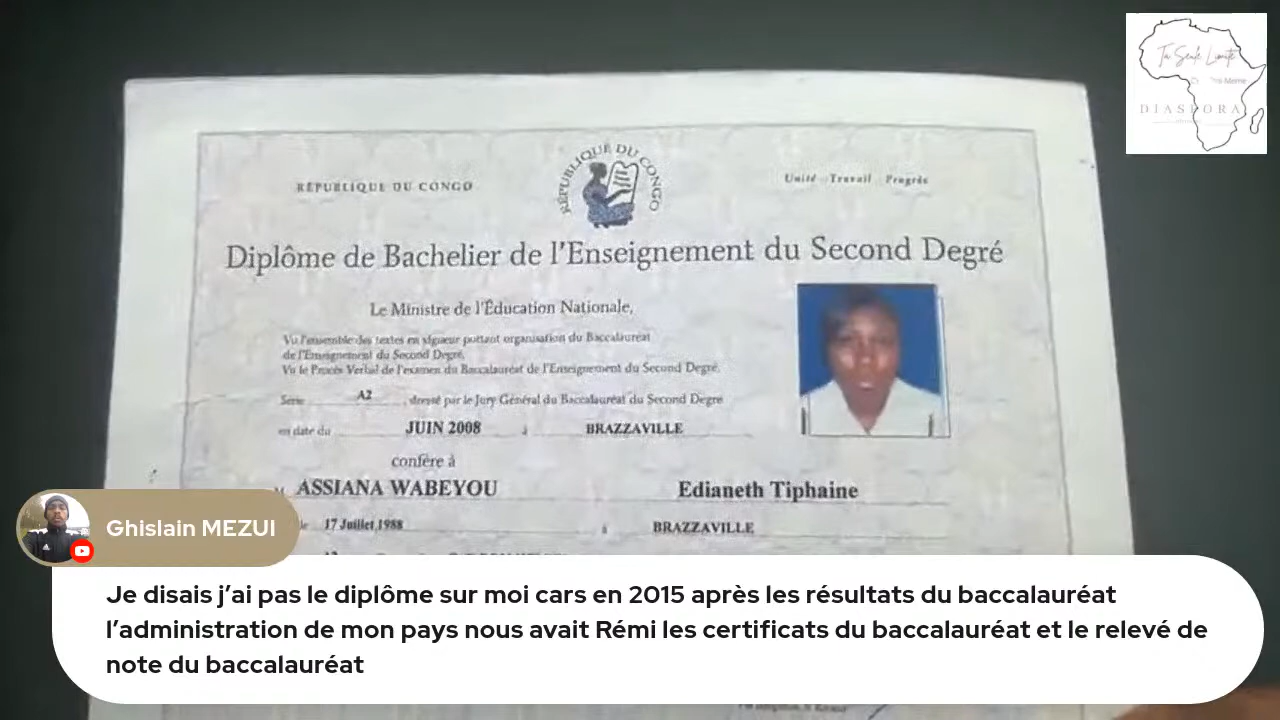 Ta Seule Limite
DIASPORA
RÉPUBLIQUE DU CONGO
RÉPUBLIQUE DU CONGO
Unité Travail Progrès
Diplôme de Bachelier de l'Enseignement du Second Degré
Le Ministre de l'Éducation Nationale,
Vu l'ensemble des textes en vigueur portant organisation du Baccalauréat
de l'Enseignement du Second Degré,
Vu le Procès Verbal de l'examen du Baccalauréat de l'Enseignement du Second Degré,
Serie A2 , dressé par le Jury Général du Baccalauréat du Second Degré
en date du JUIN 2008 à BRAZZAVILLE
confère à
ASSIANA WABEYOU Edianeth Tiphaine
le 17 Juillet 1988 à BRAZZAVILLE
Ghislain MEZUI
Je disais j’ai pas le diplôme sur moi cars en 2015 après les résultats du baccalauréat
l’administration de mon pays nous avait Rémi les certificats du baccalauréat et le relevé de
note du baccalauréat